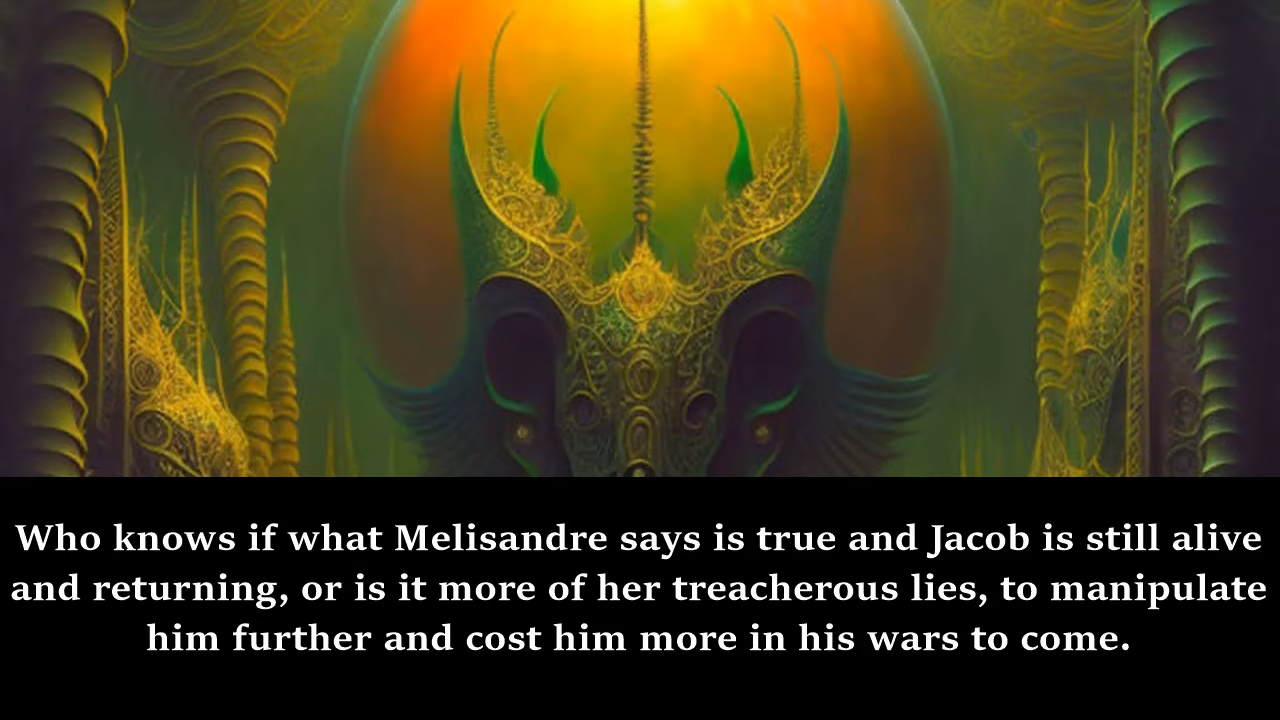 Who knows if what Melisandre says is true and Jacob is still alive
and returning, or is it more of her treacherous lies, to manipulate
him further and cost him more in his wars to come.